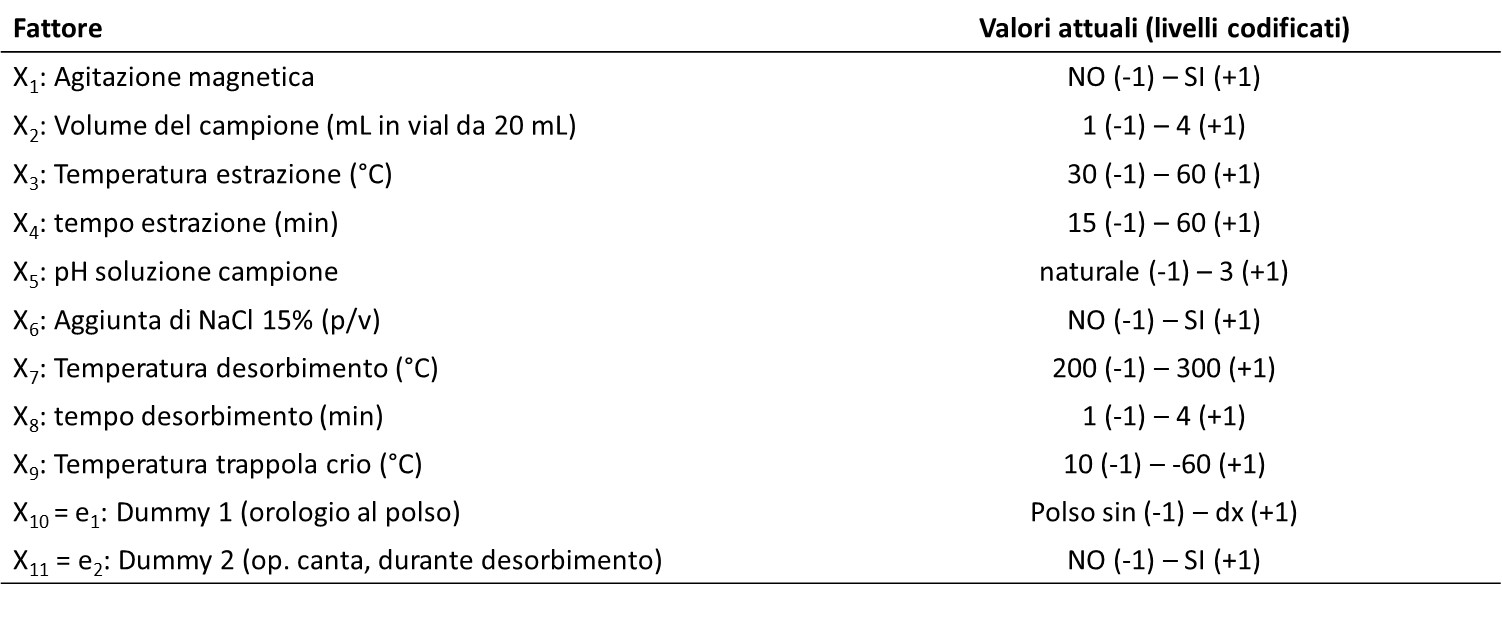 Fattore Valori attuali (livelli codificati)
X₁: Agitazione magnetica NO (-1) – SI (+1)
X₂: Volume del campione (mL in vial da 20 mL) 1 (-1) – 4 (+1)
X₃: Temperatura estrazione (°C) 30 (-1) – 60 (+1)
X₄: tempo estrazione (min) 15 (-1) – 60 (+1)
X₅: pH soluzione campione naturale (-1) – 3 (+1)
X₆: Aggiunta di NaCl 15% (p/v) NO (-1) – SI (+1)
X₇: Temperatura desorbimento (°C) 200 (-1) – 300 (+1)
X₈: tempo desorbimento (min) 1 (-1) – 4 (+1)
X₉: Temperatura trappola crio (°C) 10 (-1) – -60 (+1)
X₁₀ = e₁: Dummy 1 (orologio al polso) Polso sin (-1) – dx (+1)
X₁₁ = e₂: Dummy 2 (op. canta, durante desorbimento) NO (-1) – SI (+1)